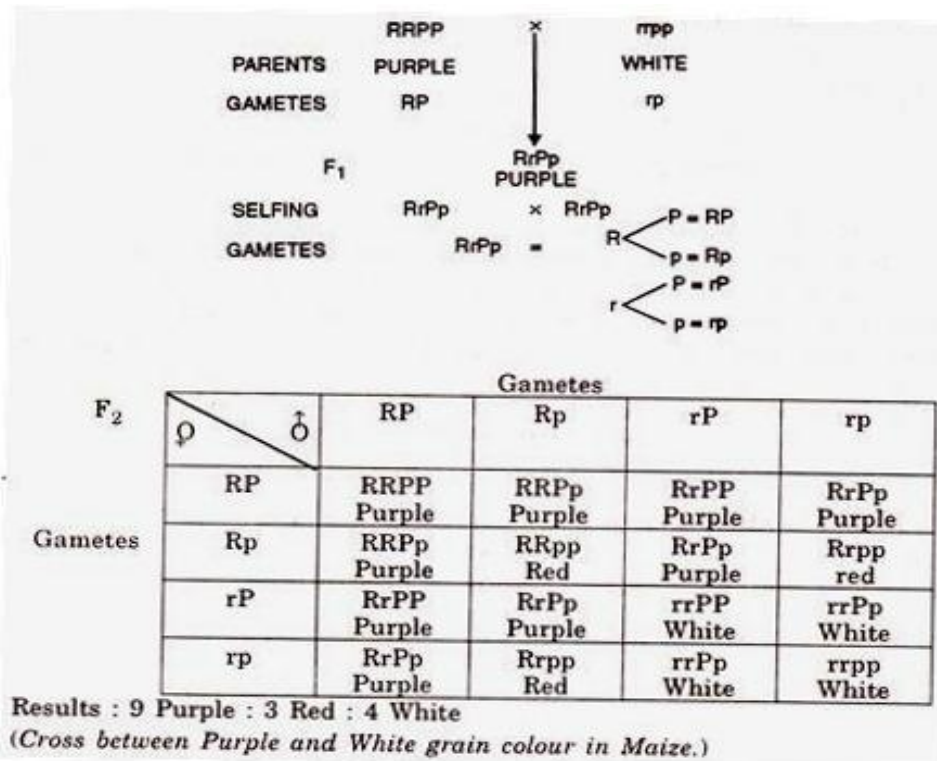 RRPP × rrpp
PARENTS PURPLE WHITE
GAMETES RP rp
F₁ RrPp
PURPLE
SELFING RrPp × RrPp
GAMETES RrPp =
R P = RP
p = Rp
r P = rP
p = rp
Gametes
F₂ ♀ ♂ RP Rp rP rp
Gametes
RP RRPP RRPp RrPP RrPp
Purple Purple Purple Purple
Rp RRPp RRpp RrPp Rrpp
Purple Red Purple red
rP RrPP RrPp rrPP rrPp
Purple Purple White White
rp RrPp Rrpp rrPp rrpp
Purple Red White White
Results : 9 Purple : 3 Red : 4 White
(Cross between Purple and White grain colour in Maize.)